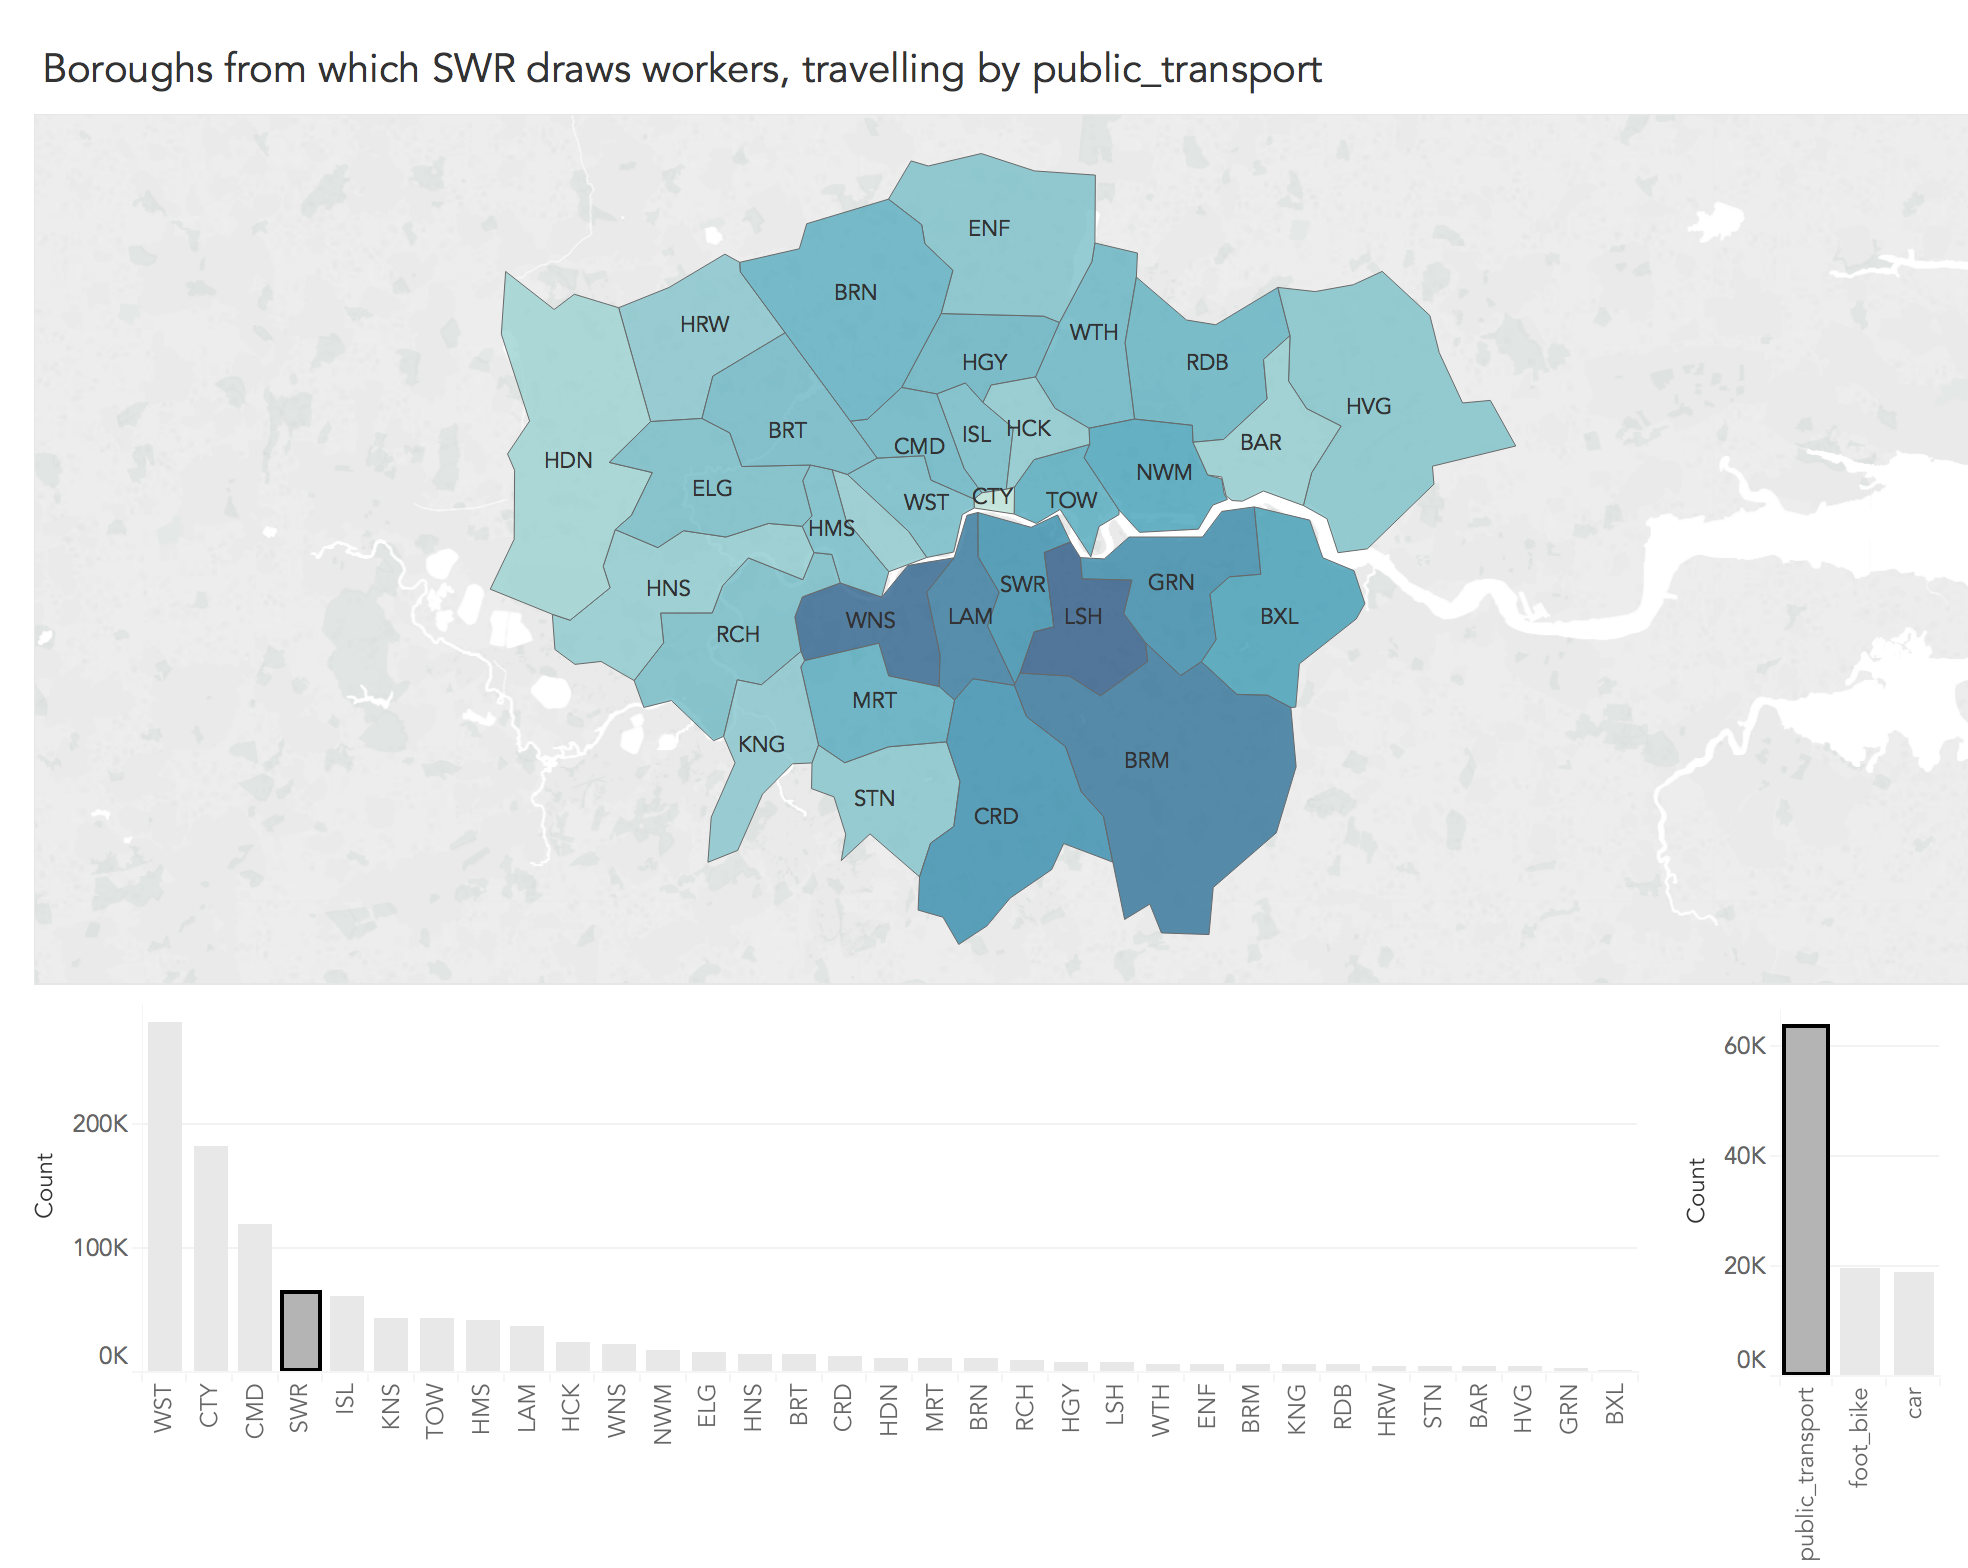 Boroughs from which SWR draws workers, travelling by public_transport
ENF
BRN
HRW
WTH
HGY
RDB
HVG
BRT
CMD
ISL
HCK
BAR
HDN
ELG
WST
CTY
TOW
NWM
HMS
HNS
SWR
GRN
RCH
WNS
LAM
LSH
BXL
MRT
KNG
BRM
STN
CRD
Count
200K
100K
0K
WST
CTY
CMD
SWR
ISL
KNS
TOW
HMS
LAM
HCK
WNS
NWM
ELG
HNS
BRT
CRD
HDN
MRT
BRN
RCH
HGY
LSH
WTH
ENF
BRM
KNG
RDB
HRW
STN
BAR
HVG
GRN
BXL
Count
60K
40K
20K
0K
public_transport
foot_bike
car